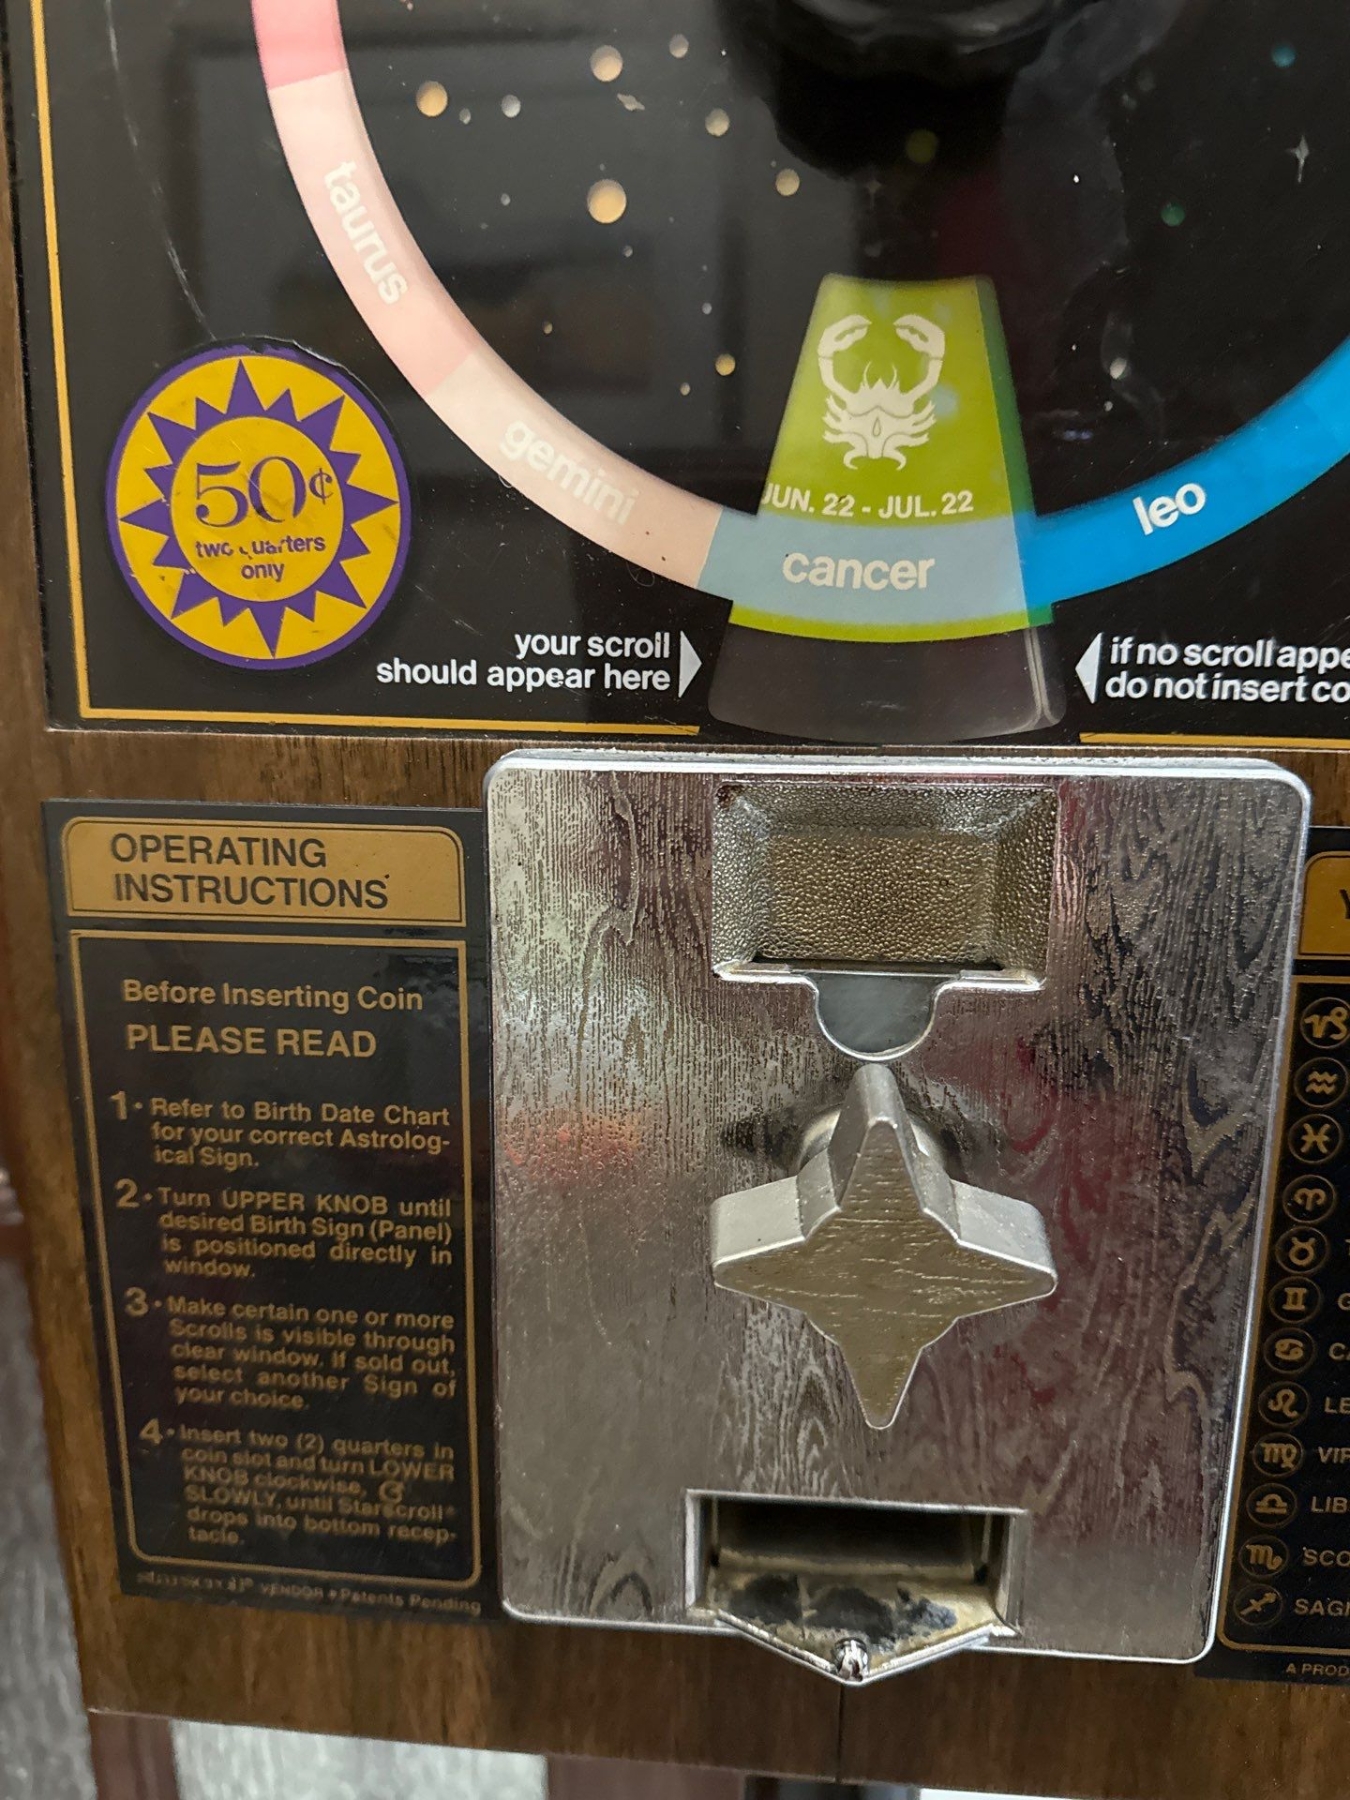 taurus
gemini
JUN. 22 - JUL. 22
cancer
leo
50¢
two quarters
only
your scroll
should appear here
if no scroll appe
do not insert co
OPERATING
INSTRUCTIONS
Before Inserting Coin
PLEASE READ
1• Refer to Birth Date Chart
for your correct Astrolog-
ical Sign.
2• Turn UPPER KNOB until
desired Birth Sign (Panel)
is positioned directly in
window.
3• Make certain one or more
Scrolls is visible through
clear window. If sold out,
select another Sign of
your choice.
4• Insert two (2) quarters in
coin slot and turn LOWER
KNOB clockwise,
SLOWLY, until Starscroll®
drops into bottom recep-
tacle.
VENDOR • Patents Pending
Y
T
G
CA
LE
VIR
LIB
SCO
SAGI
A PROD